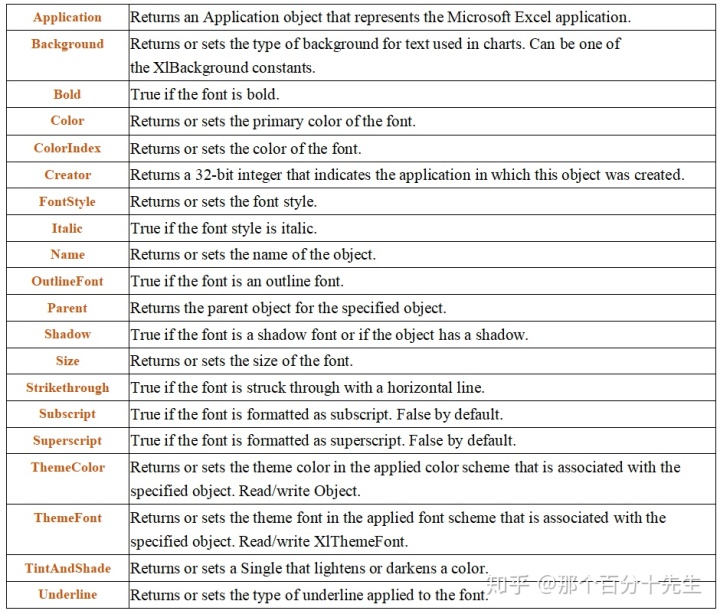 Application Returns an Application object that represents the Microsoft Excel application.
Background Returns or sets the type of background for text used in charts. Can be one of
the XlBackground constants.
Bold True if the font is bold.
Color Returns or sets the primary color of the font.
ColorIndex Returns or sets the color of the font.
Creator Returns a 32-bit integer that indicates the application in which this object was created.
FontStyle Returns or sets the font style.
Italic True if the font style is italic.
Name Returns or sets the name of the object.
OutlineFont True if the font is an outline font.
Parent Returns the parent object for the specified object.
Shadow True if the font is a shadow font or if the object has a shadow.
Size Returns or sets the size of the font.
Strikethrough True if the font is struck through with a horizontal line.
Subscript True if the font is formatted as subscript. False by default.
Superscript True if the font is formatted as superscript. False by default.
ThemeColor Returns or sets the theme color in the applied color scheme that is associated with the
specified object. Read/write Object.
ThemeFont Returns or sets the theme font in the applied font scheme that is associated with the
specified object. Read/write XlThemeFont.
TintAndShade Returns or sets a Single that lightens or darkens a color.
Underline Returns or sets the type of underline applied to the font.
知乎 @那个百分十先生